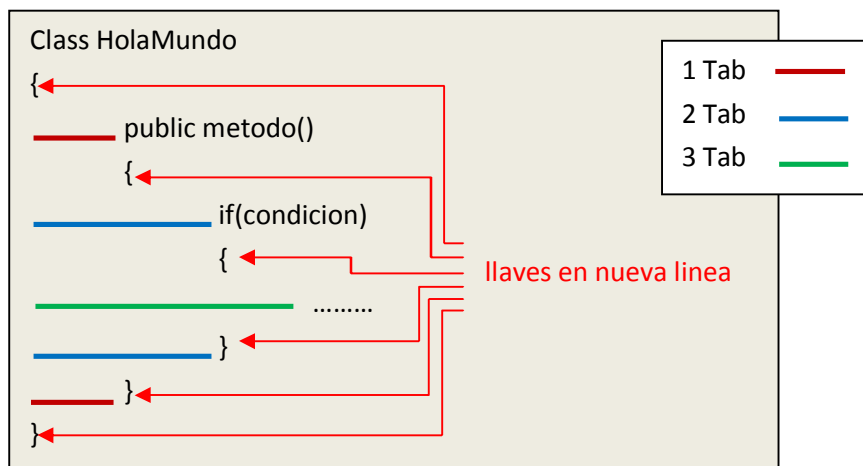 Class HolaMundo
{
public metodo()
{
if(condicion)
{
.........
}
}
}
llaves en nueva linea
1 Tab
2 Tab
3 Tab